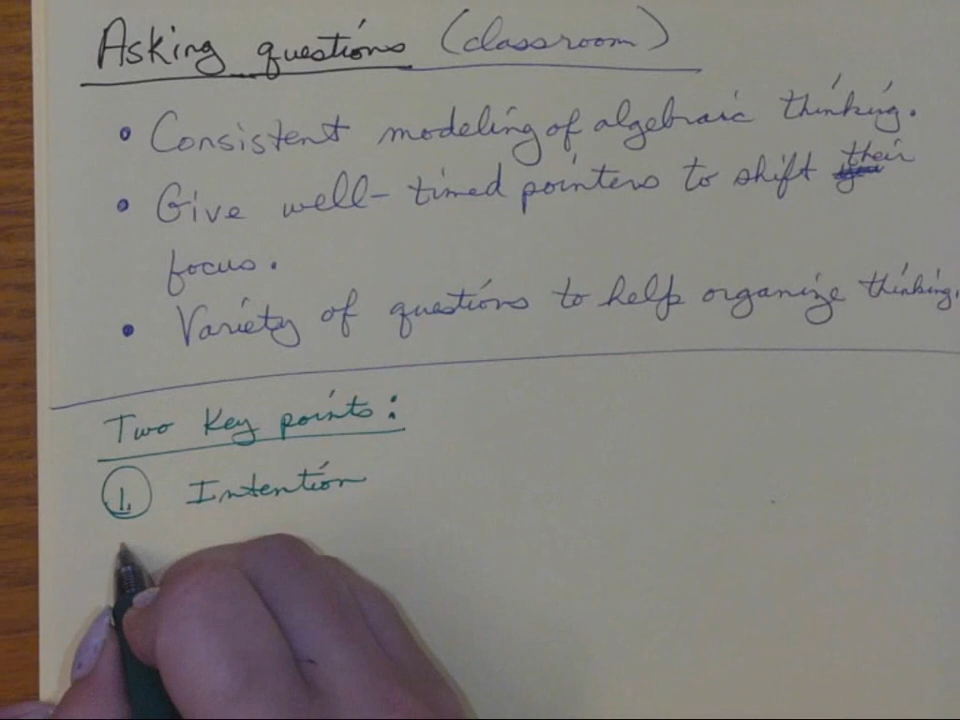 Asking questions (classroom)
• Consistent modeling of algebraic thinking.
• Give well-timed pointers to shift their
focus.
• Variety of questions to help organize thinking.
Two Key points:
1. Intention